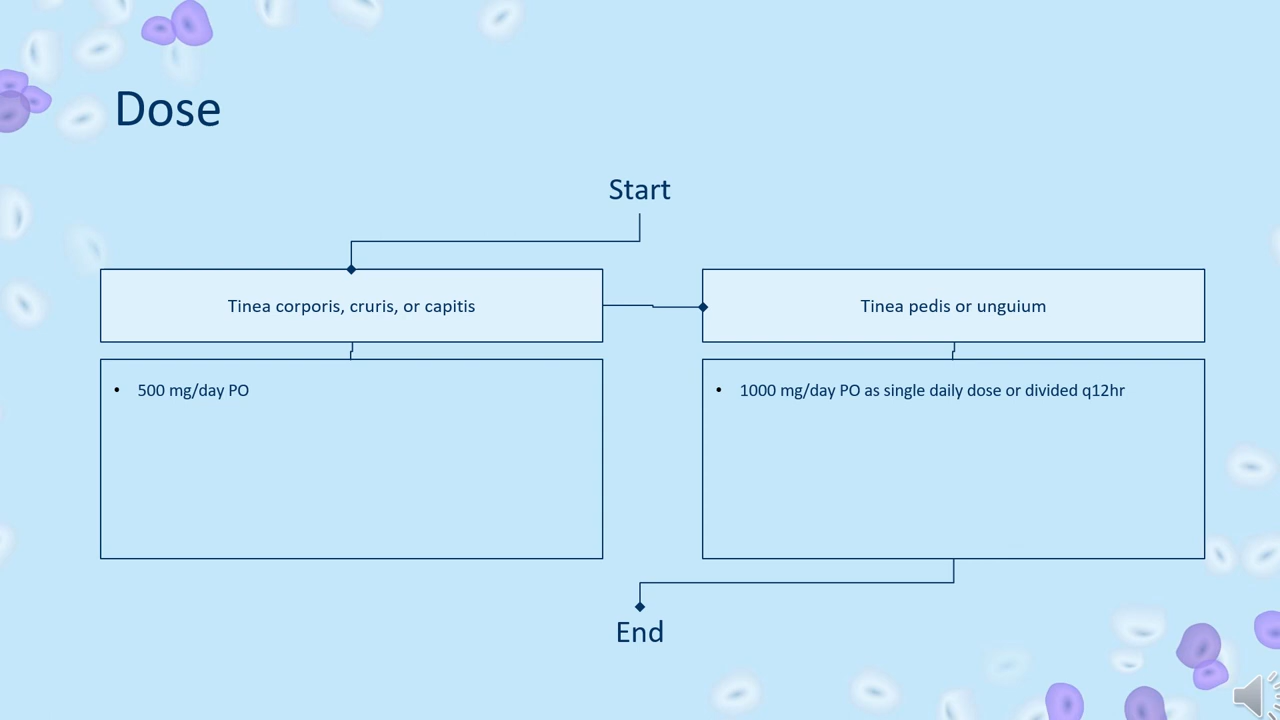 Dose
Start
Tinea corporis, cruris, or capitis
Tinea pedis or unguium
• 500 mg/day PO
• 1000 mg/day PO as single daily dose or divided q12hr
End